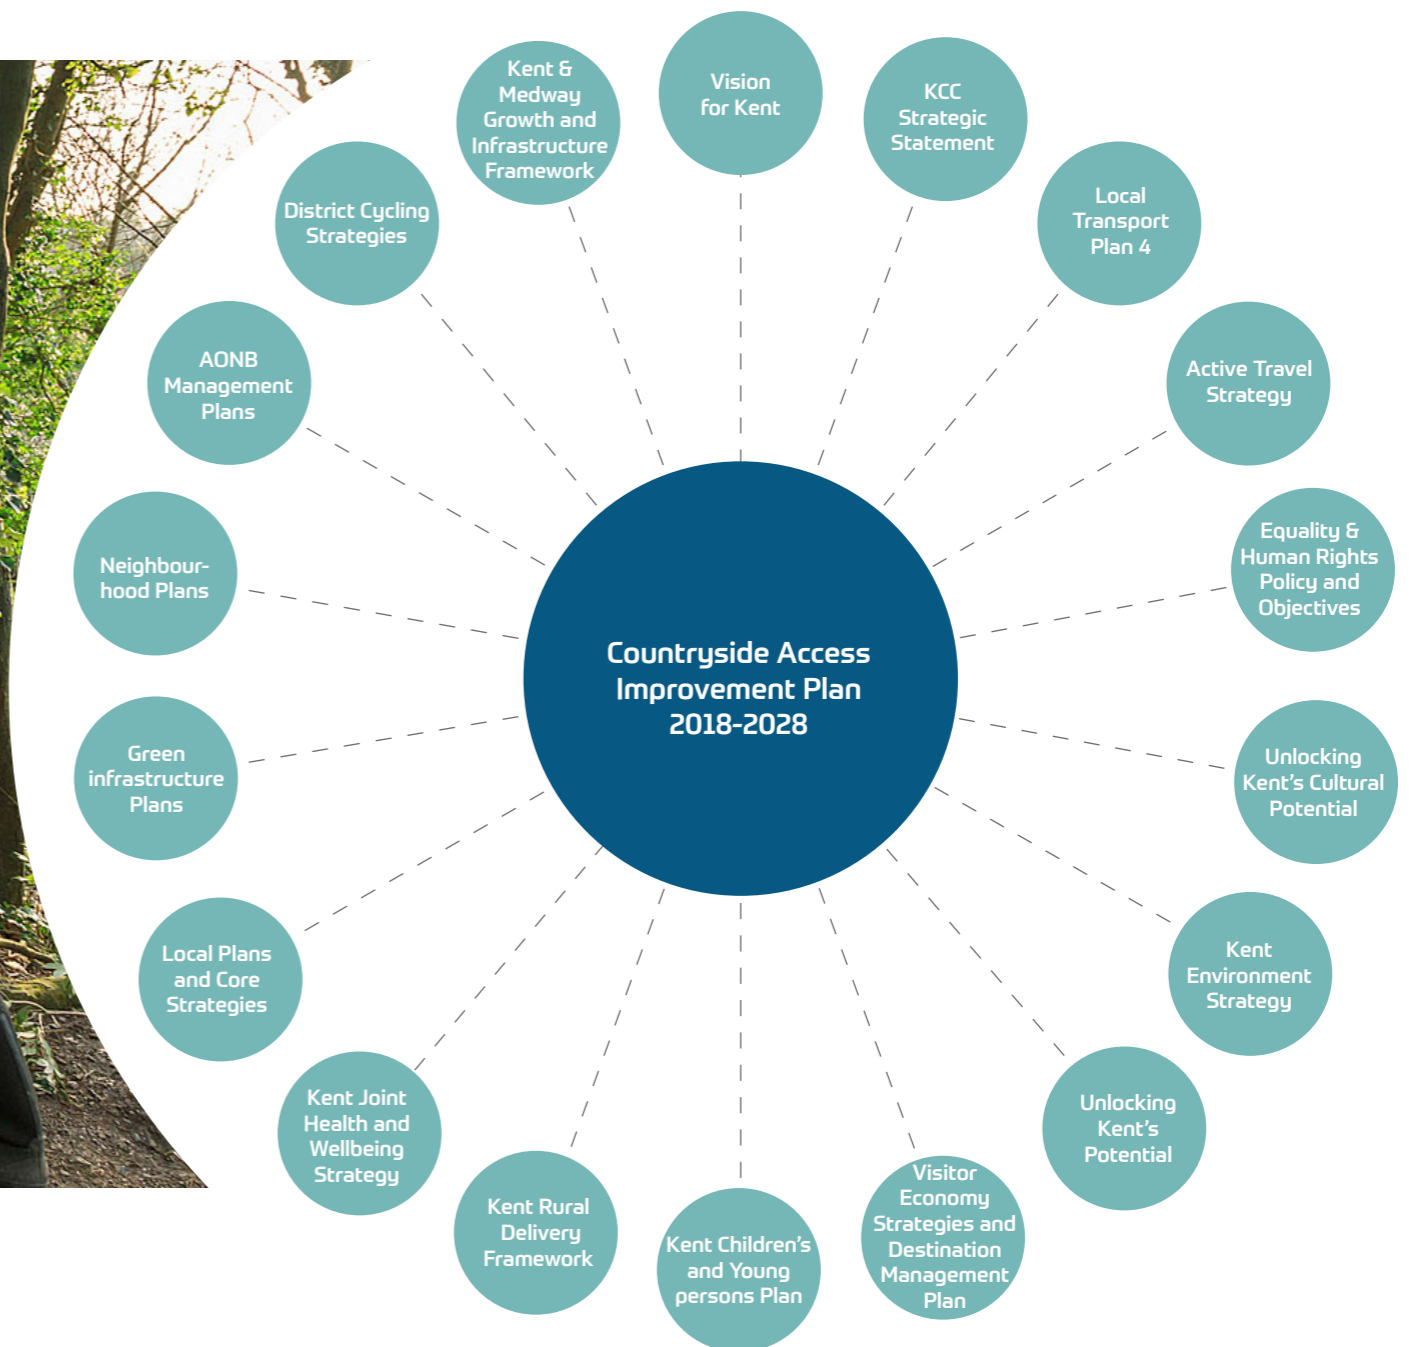 Vision
for Kent
KCC
Strategic
Statement
Local
Transport
Plan 4
Active Travel
Strategy
Equality &
Human Rights
Policy and
Objectives
Unlocking
Kent's Cultural
Potential
Kent
Environment
Strategy
Unlocking
Kent's
Potential
Visitor
Economy
Strategies and
Destination
Management
Plan
Kent Children's
and Young
persons Plan
Kent Rural
Delivery
Framework
Kent Joint
Health and
Wellbeing
Strategy
Local Plans
and Core
Strategies
Green
infrastructure
Plans
Neighbour-
hood Plans
AONB
Management
Plans
District Cycling
Strategies
Kent &
Medway
Growth and
Infrastructure
Framework
Countryside Access
Improvement Plan
2018-2028